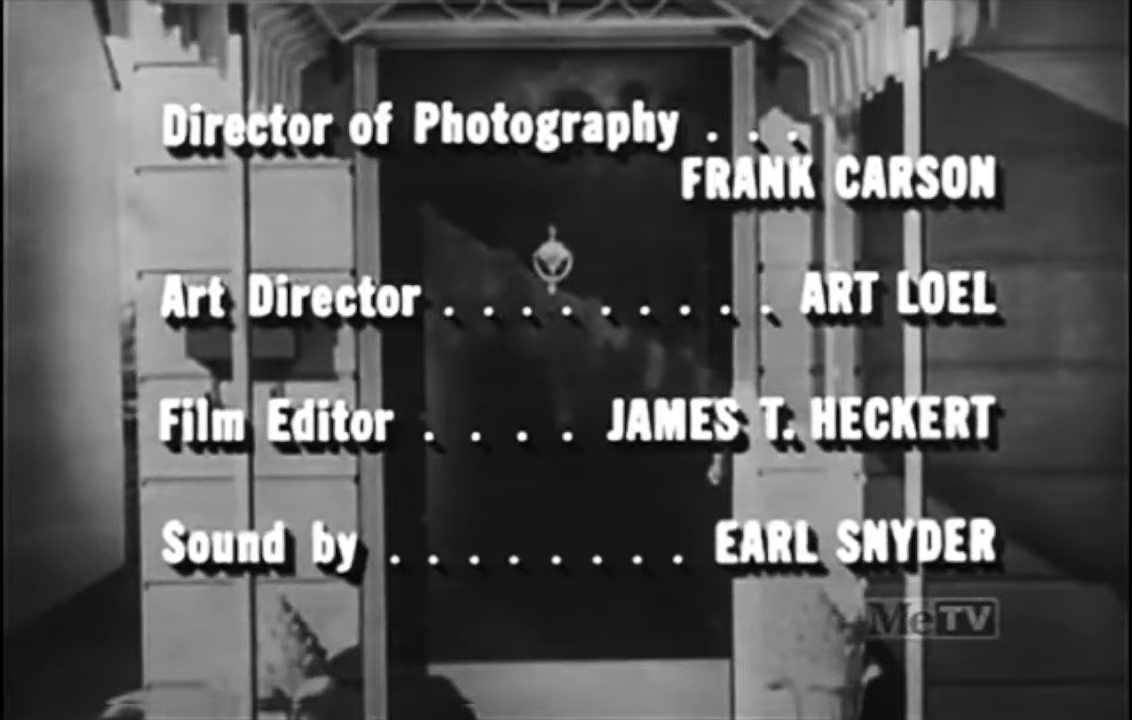 Director of Photography . . .
FRANK CARSON
Art Director . . . . . . . . . . ART LOEL
Film Editor . . . . JAMES T. HECKERT
Sound by . . . . . . . . EARL SNYDER
MeTV